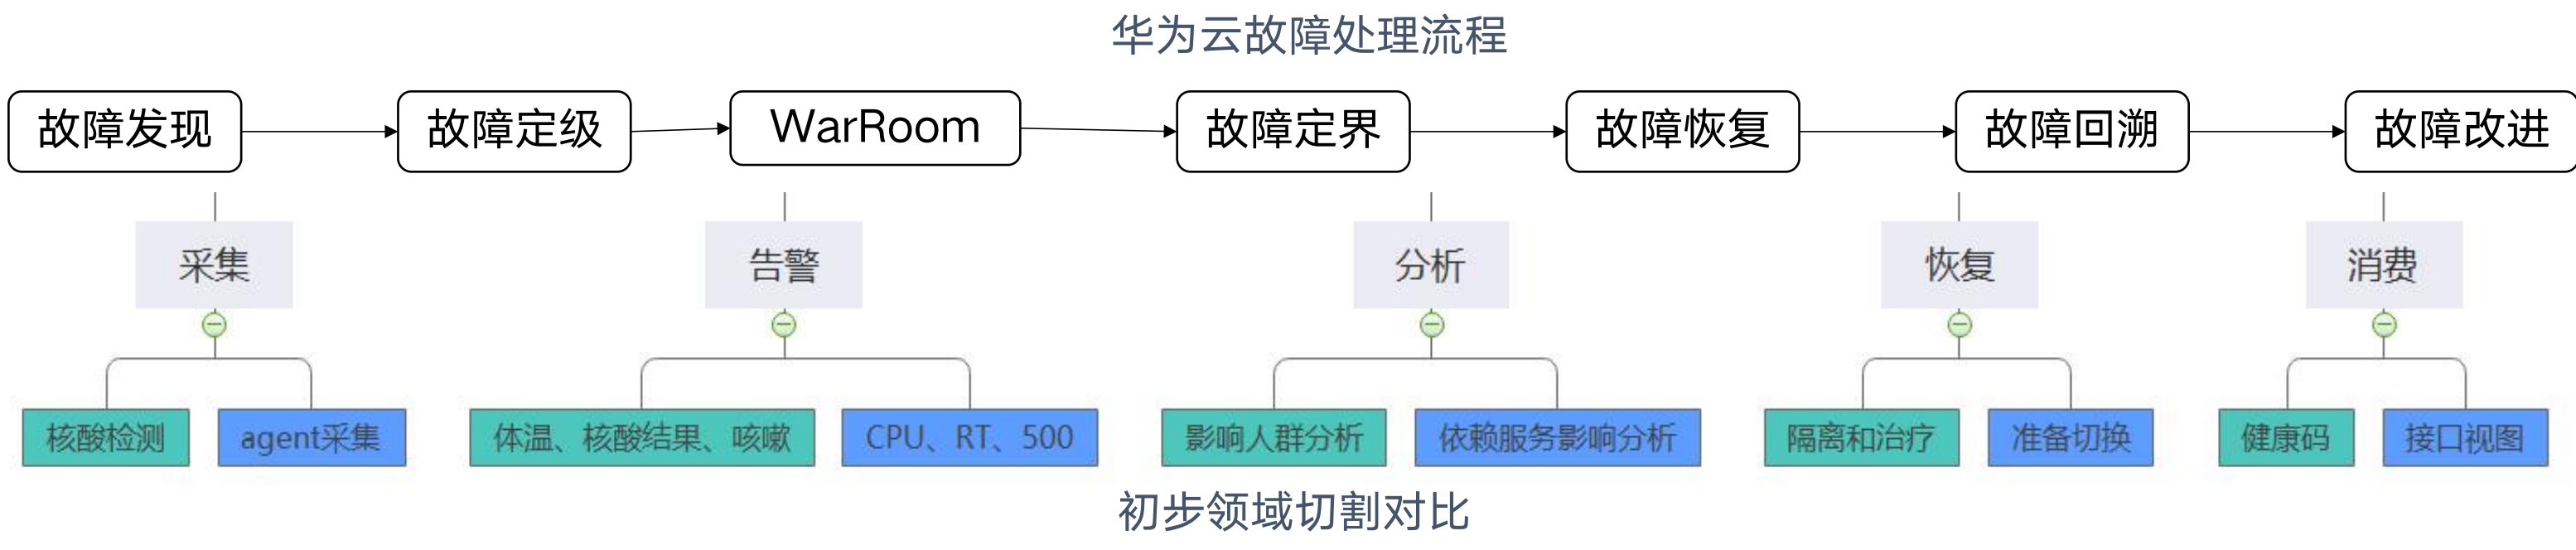 华为云故障处理流程
故障发现
故障定级
WarRoom
故障定界
故障恢复
故障回溯
故障改进
采集
告警
分析
恢复
消费
核酸检测
agent采集
体温、核酸结果、咳嗽
CPU、RT、500
影响人群分析
依赖服务影响分析
隔离和治疗
准备切换
健康码
接口视图
初步领域切割对比